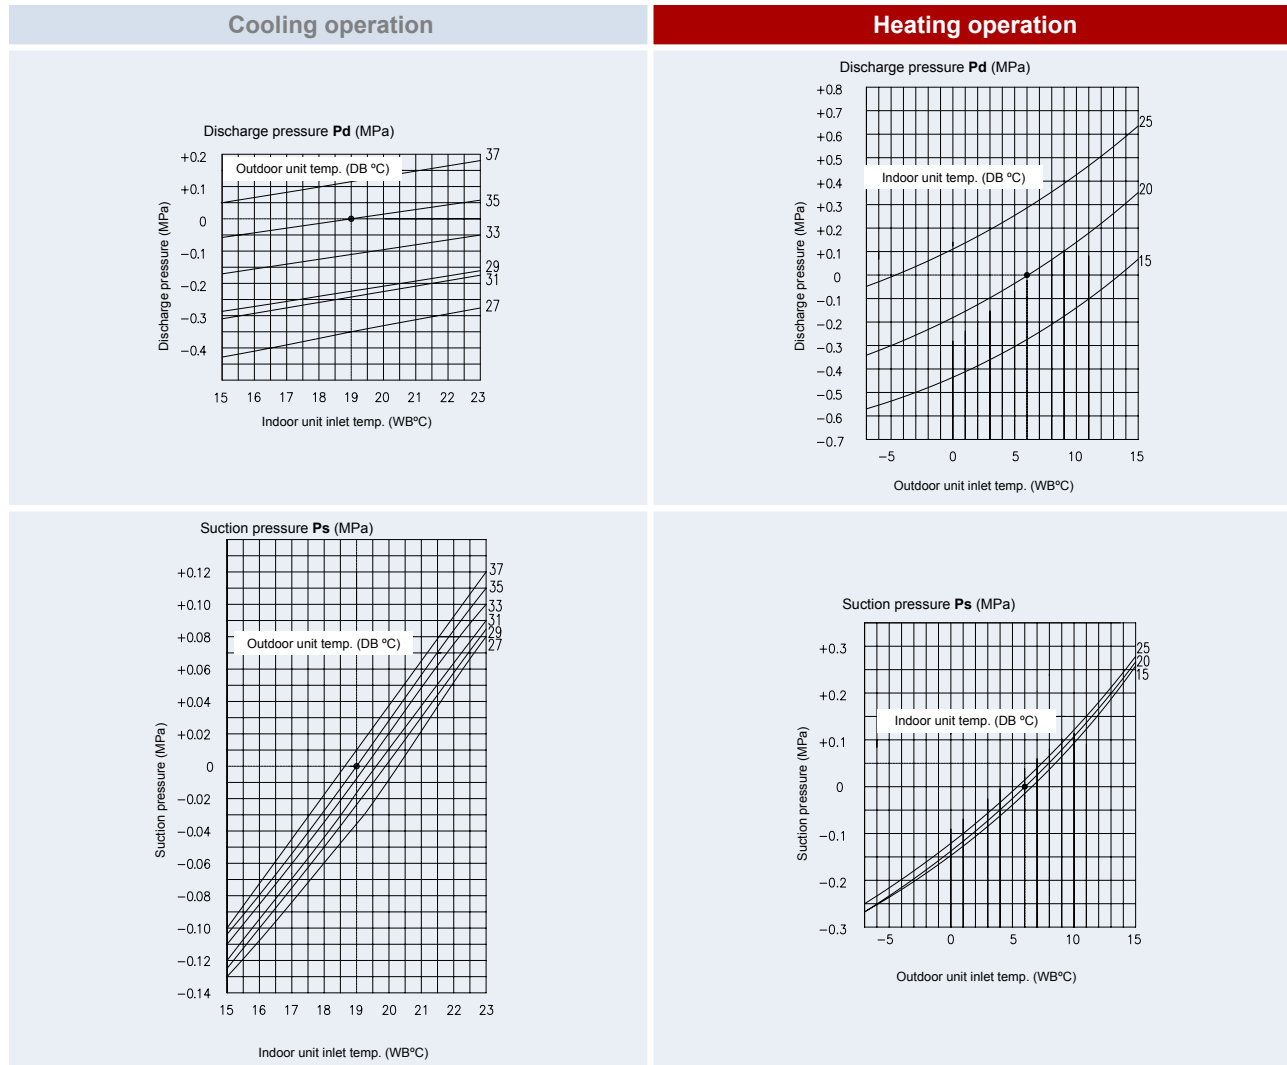 Cooling operation
Heating operation
Discharge pressure Pd (MPa)
Outdoor unit temp. (DB ºC)
Discharge pressure (MPa)
+0.2
+0.1
0
−0.1
−0.2
−0.3
−0.4
37
35
33
29
31
27
15 16 17 18 19 20 21 22 23
Indoor unit inlet temp. (WBºC)
Discharge pressure Pd (MPa)
Indoor unit temp. (DB ºC)
Discharge pressure (MPa)
+0.8
+0.7
+0.6
+0.5
+0.4
+0.3
+0.2
+0.1
0
−0.1
−0.2
−0.3
−0.4
−0.5
−0.6
−0.7
25
20
15
−5 0 5 10 15
Outdoor unit inlet temp. (WBºC)
Suction pressure Ps (MPa)
Outdoor unit temp. (DB ºC)
Suction pressure (MPa)
+0.12
+0.10
+0.08
+0.06
+0.04
+0.02
0
−0.02
−0.04
−0.06
−0.08
−0.10
−0.12
−0.14
37
35
33
31
29
27
15 16 17 18 19 20 21 22 23
Indoor unit inlet temp. (WBºC)
Suction pressure Ps (MPa)
Indoor unit temp. (DB ºC)
Suction pressure (MPa)
+0.3
+0.2
+0.1
0
−0.1
−0.2
−0.3
25
20
15
−5 0 5 10 15
Outdoor unit inlet temp. (WBºC)